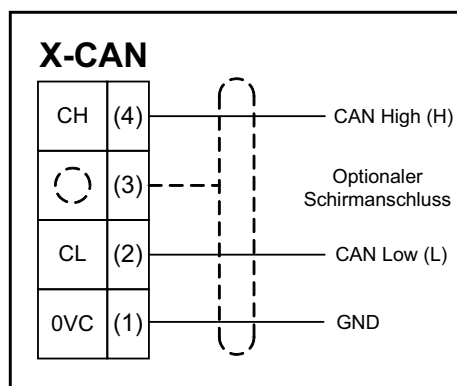 X-CAN
CH (4) CAN High (H)
(3) Optionaler
Schirmanschluss
CL (2) CAN Low (L)
0VC (1) GND